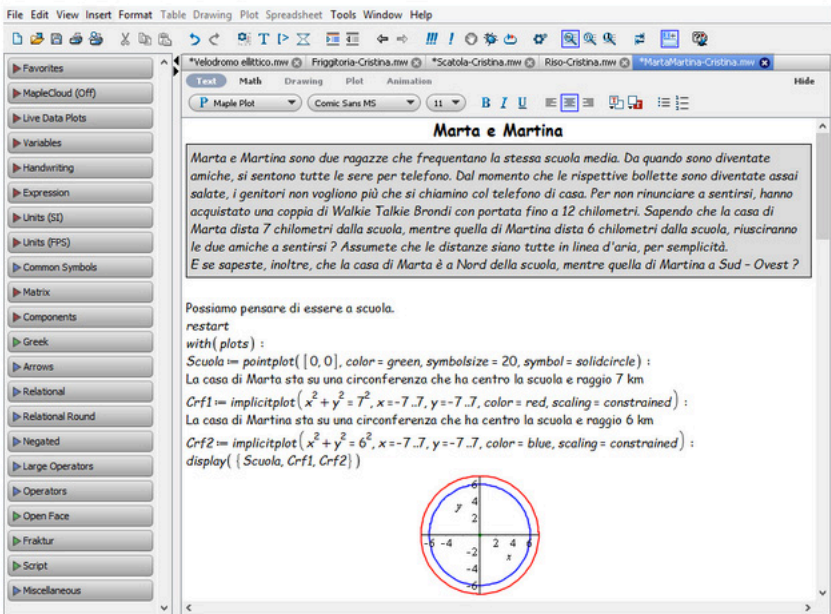 File Edit View Insert Format Table Drawing Plot Spreadsheet Tools Window Help
*Velodromo ellittico.mw Friggitoria-Cristina.mw *Scatola-Cristina.mw Riso-Cristina.mw *MartaMartina-Cristina.mw
Text Math Drawing Plot Animation Hide
P Maple Plot Comic Sans MS 11 B I U
Favorites
MapleCloud (Off)
Live Data Plots
Variables
Handwriting
Expression
Units (SI)
Units (FPS)
Common Symbols
Matrix
Components
Greek
Arrows
Relational
Relational Round
Negated
Large Operators
Operators
Open Face
Fraktur
Script
Miscellaneous
Marta e Martina
Marta e Martina sono due ragazze che frequentano la stessa scuola media. Da quando sono diventate
amiche, si sentono tutte le sere per telefono. Dal momento che le rispettive bollette sono diventate assai
salate, i genitori non vogliono più che si chiamino col telefono di casa. Per non rinunciare a sentirsi, hanno
acquistato una coppia di Walkie Talkie Brondi con portata fino a 12 chilometri. Sapendo che la casa di
Marta dista 7 chilometri dalla scuola, mentre quella di Martina dista 6 chilometri dalla scuola, riusciranno
le due amiche a sentirsi ? Assumete che le distanze siano tutte in linea d'aria, per semplicità.
E se sapeste, inoltre, che la casa di Marta è a Nord della scuola, mentre quella di Martina a Sud - Ovest ?
Possiamo pensare di essere a scuola.
restart
with(plots) :
Scuola := pointplot([0, 0], color = green, symbolsize = 20, symbol = solidcircle) :
La casa di Marta sta su una circonferenza che ha centro la scuola e raggio 7 km
Crf1 := implicitplot(x² + y² = 7², x = -7 ..7, y = -7 ..7, color = red, scaling = constrained) :
La casa di Martina sta su una circonferenza che ha centro la scuola e raggio 6 km
Crf2 := implicitplot(x² + y² = 6², x = -7 ..7, y = -7 ..7, color = blue, scaling = constrained) :
display( {Scuola, Crf1, Crf2})
6
y 4
2
-6 -4 2 4 6
-2 x
-4
-6